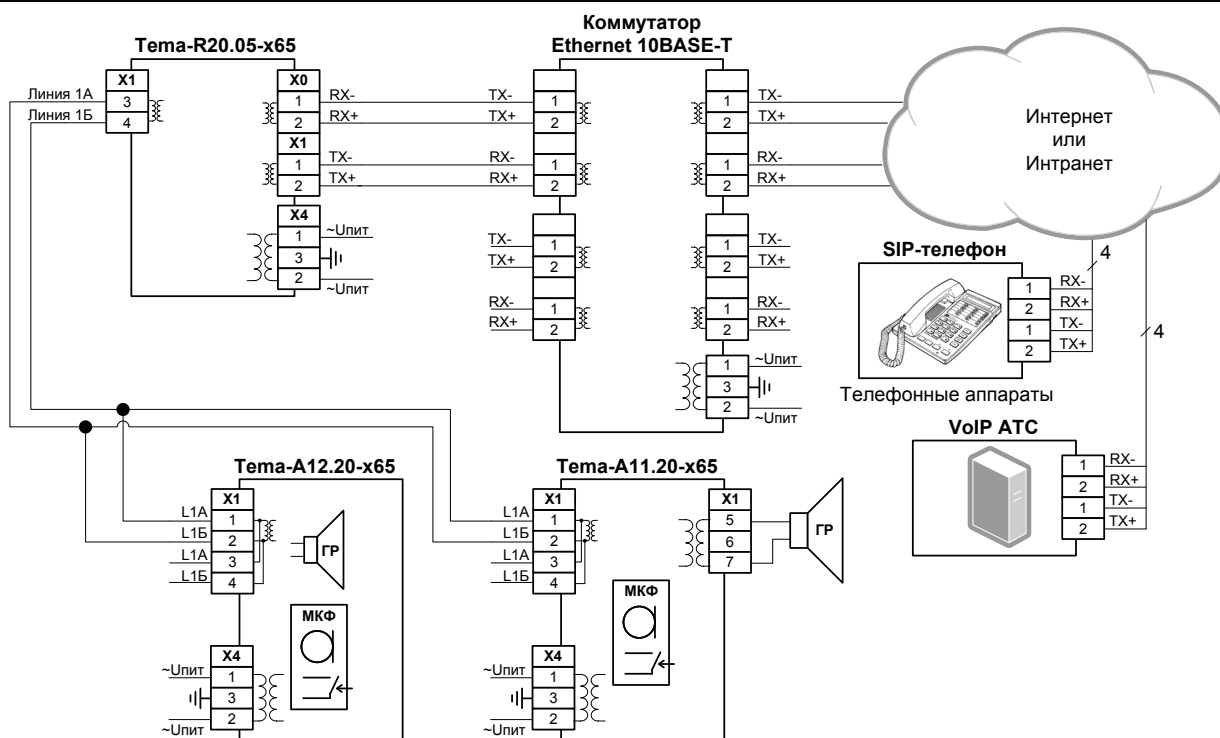 Коммутатор
Ethernet 10BASE-T
Tema-R20.05-x65
X1
3
4
Линия 1А
Линия 1Б
X0
1
2
RX-
RX+
X1
1
2
TX-
TX+
X4
1
3
2
~Uпит
~Uпит
TX-
TX+
1
2
RX-
RX+
1
2
TX-
TX+
1
2
RX-
RX+
1
2
1
2
TX-
TX+
1
2
RX-
RX+
1
2
TX-
TX+
1
2
RX-
RX+
1
3
2
~Uпит
~Uпит
Интернет
или
Интранет
SIP-телефон
1
2
1
2
RX-
RX+
TX-
TX+
4
4
Телефонные аппараты
VoIP АТС
1
2
1
2
RX-
RX+
TX-
TX+
Tema-A12.20-x65
X1
1
2
3
4
L1А
L1Б
L1А
L1Б
ГР
МКФ
X4
1
3
2
~Uпит
~Uпит
Tema-A11.20-x65
X1
1
2
3
4
L1А
L1Б
L1А
L1Б
X1
5
6
7
ГР
МКФ
X4
1
3
2
~Uпит
~Uпит